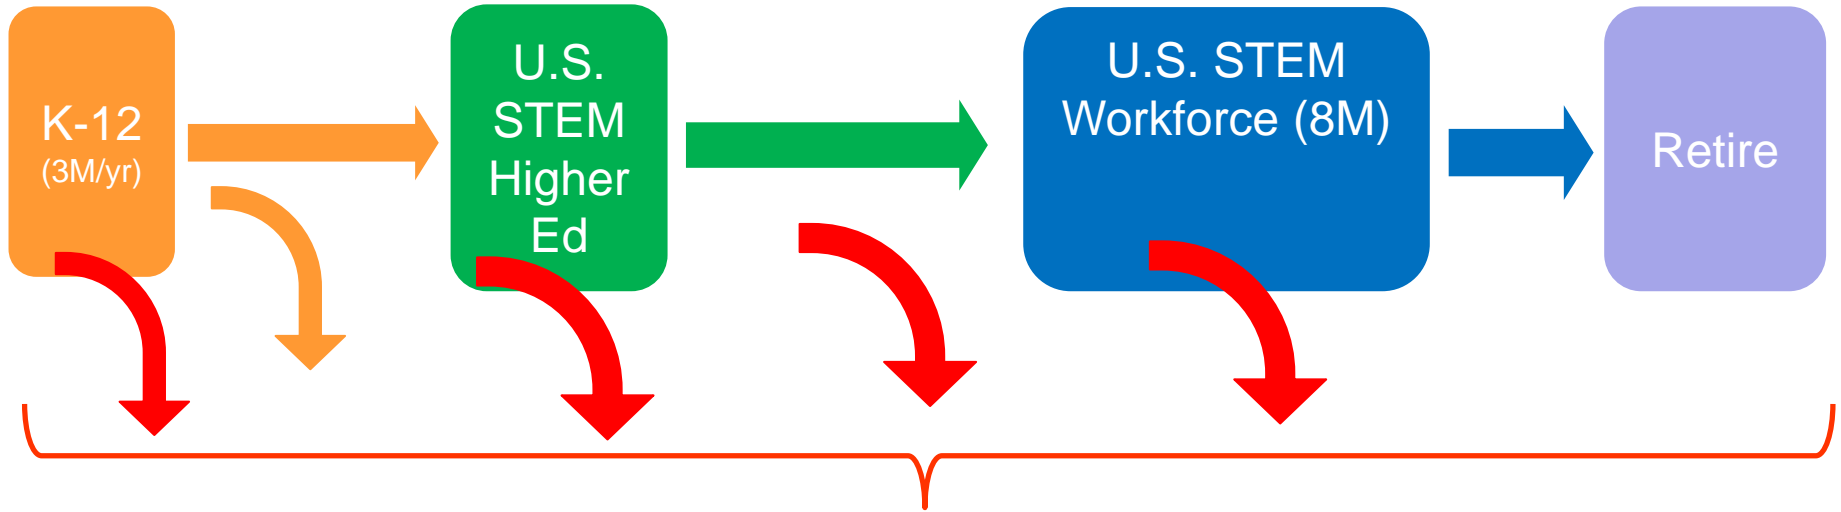 K-12
(3M/yr)
U.S.
STEM
Higher
Ed
U.S. STEM
Workforce (8M)
Retire